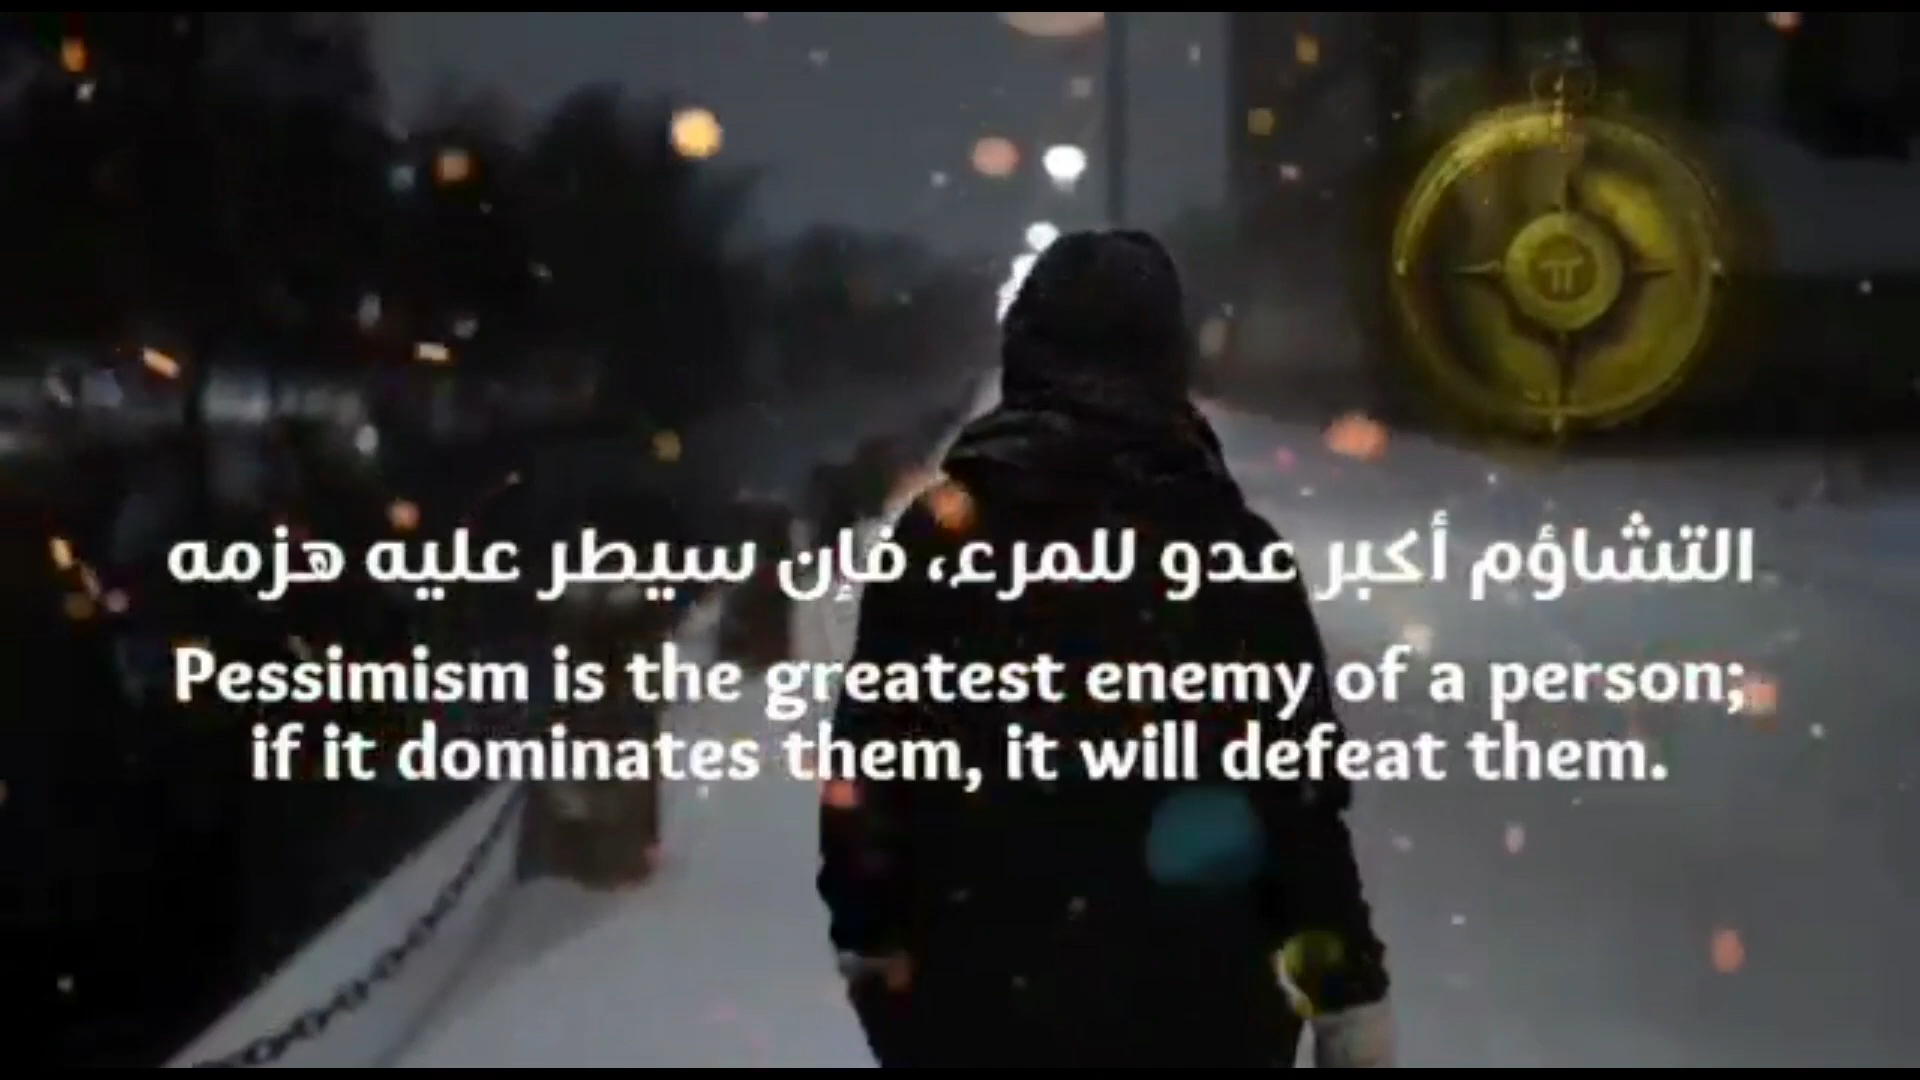 التشاؤم أكبر عدو للمرء، فإن سيطر عليه هزمه
Pessimism is the greatest enemy of a person;
if it dominates them, it will defeat them.